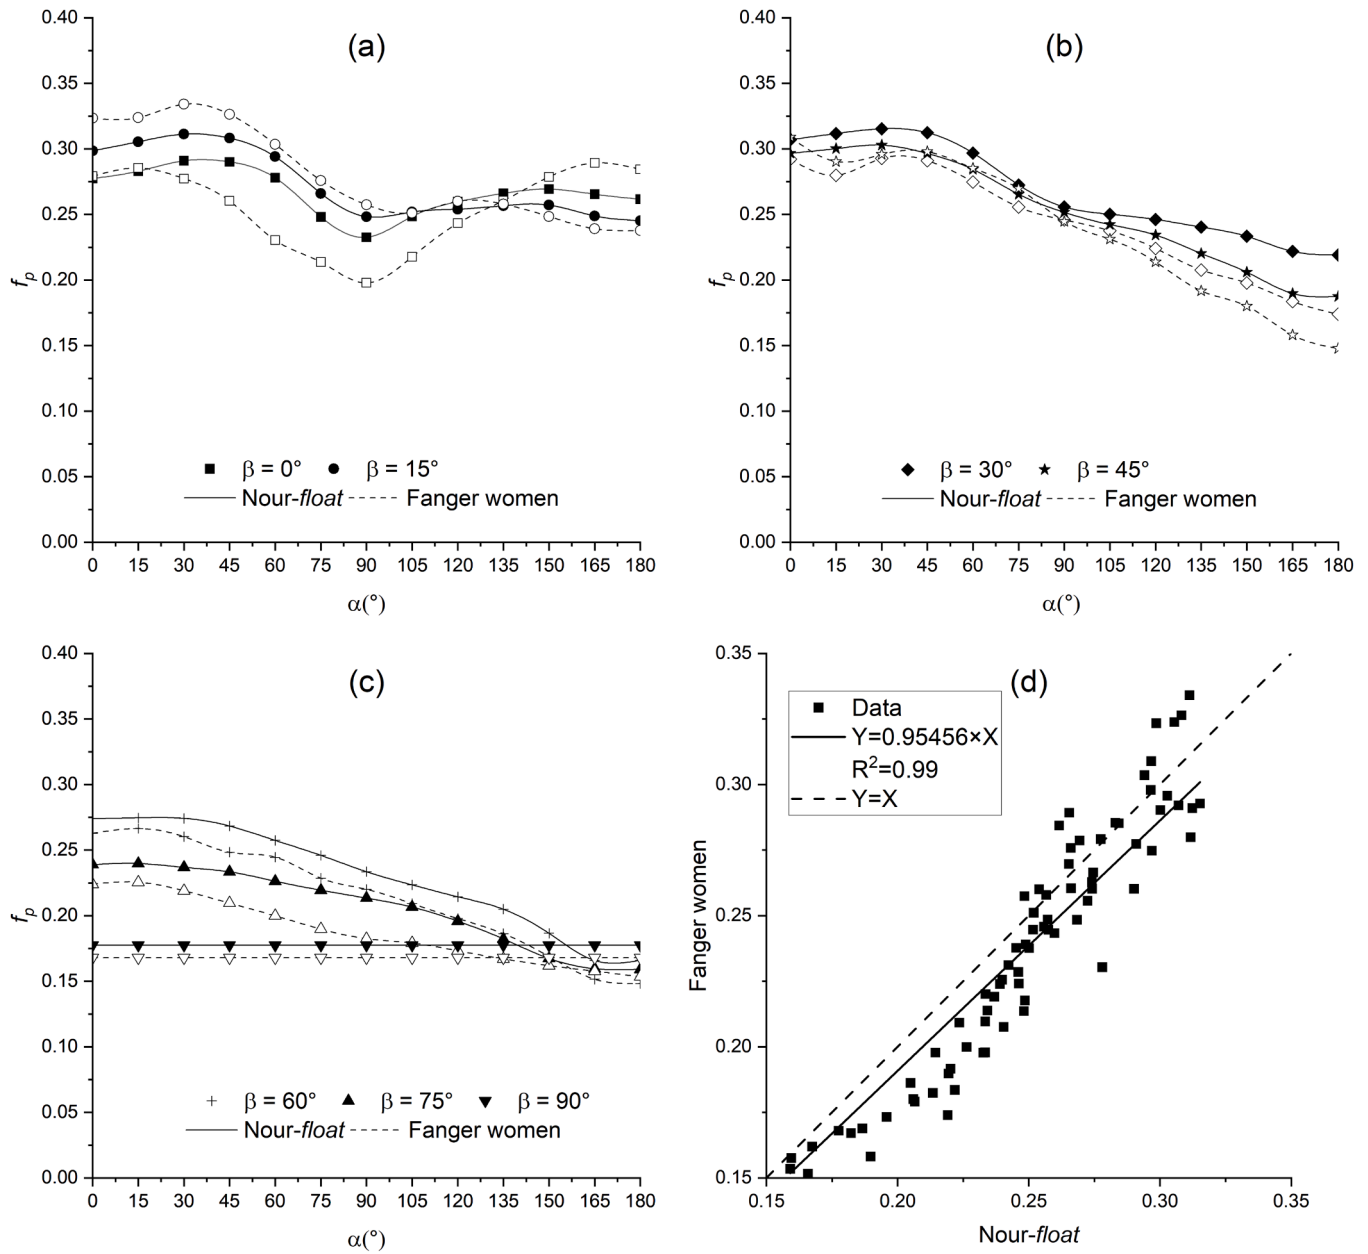 (a)
0.40
0.35
0.30
0.25
0.20
0.15
0.10
0.05
0.00
fp
β = 0° β = 15°
Nour-float Fanger women
0 15 30 45 60 75 90 105 120 135 150 165 180
α(°)
(b)
0.40
0.35
0.30
0.25
0.20
0.15
0.10
0.05
0.00
fp
β = 30° β = 45°
Nour-float Fanger women
0 15 30 45 60 75 90 105 120 135 150 165 180
α(°)
(c)
0.40
0.35
0.30
0.25
0.20
0.15
0.10
0.05
0.00
fp
β = 60° β = 75° β = 90°
Nour-float Fanger women
0 15 30 45 60 75 90 105 120 135 150 165 180
α(°)
(d)
0.35
0.30
0.25
0.20
0.15
Fanger women
Data
Y=0.95456×X
R²=0.99
Y=X
0.15 0.20 0.25 0.30 0.35
Nour-float